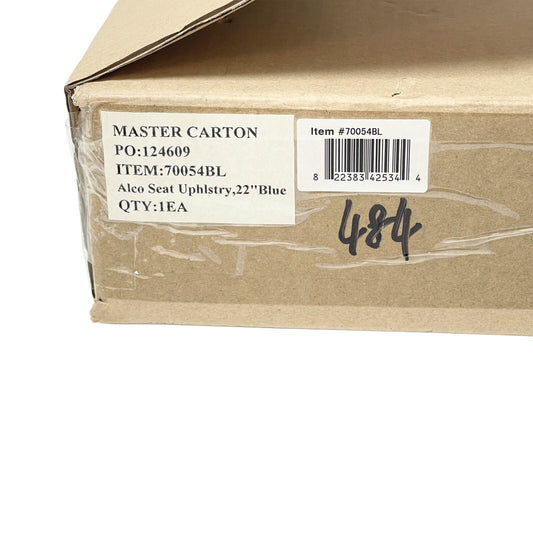 MASTER CARTON
PO:124609
ITEM:70054BL
Alco Seat Uphlstry,22"Blue
QTY:1EA
Item #70054BL
8 22383 42534 4
484